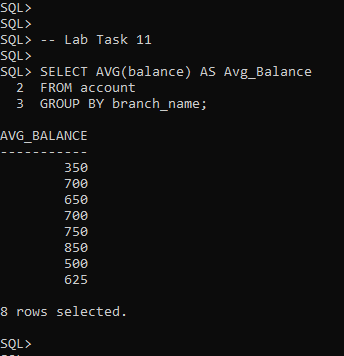 SQL>
SQL>
SQL> -- Lab Task 11
SQL>
SQL> SELECT AVG(balance) AS Avg_Balance
  2  FROM account
  3  GROUP BY branch_name;

AVG_BALANCE
-----------
        350
        700
        650
        700
        750
        850
        500
        625

8 rows selected.

SQL>